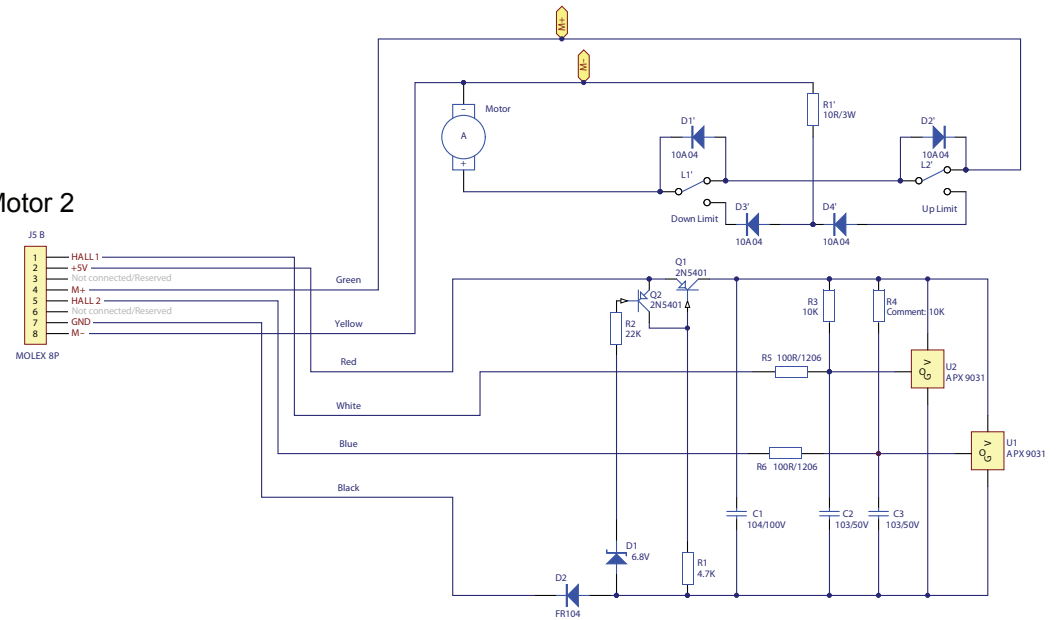 M+
M-
Motor
-
A
+
R1'
10R/3W
D1'
10A04
L1'
Down Limit
D2'
10A04
L2'
Up Limit
D3'
10A04
D4'
10A04
Motor 2
J5 B
1 HALL 1
2 +5V
3 Not connected/Reserved
4 M+
5 HALL 2
6 Not connected/Reserved
7 GND
8 M-
MOLEX 8P
Green
Yellow
Red
White
Blue
Black
Q1
2N5401
Q2
2N5401
R2
22K
R3
10K
R4
Comment: 10K
R5 100R/1206
R6 100R/1206
V
O
G
U2
APX 9031
V
O
G
U1
APX 9031
C1
104/100V
C2
103/50V
C3
103/50V
D1
6.8V
R1
4.7K
D2
FR104